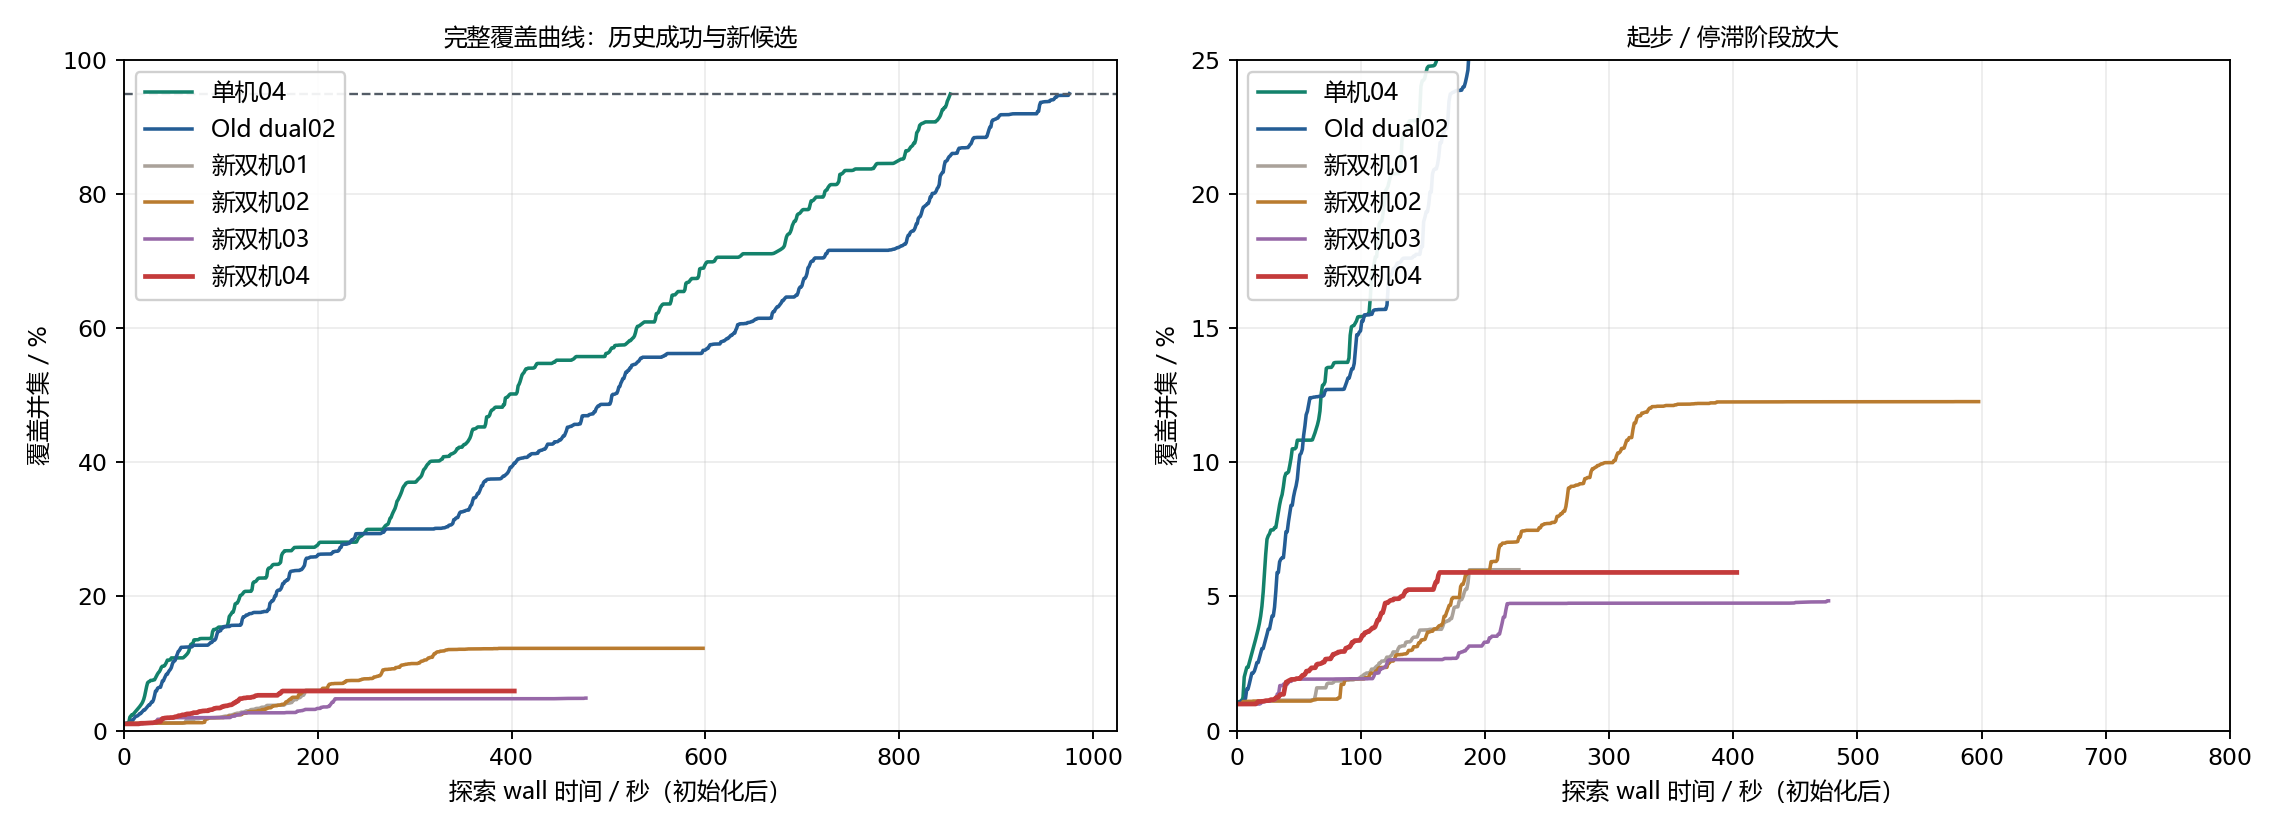 完整覆盖曲线：历史成功与新候选
100
80
60
40
20
0
覆盖并集 / %
单机04
Old dual02
新双机01
新双机02
新双机03
新双机04
0 200 400 600 800 1000
探索 wall 时间 / 秒（初始化后）
起步 / 停滞阶段放大
25
20
15
10
5
0
覆盖并集 / %
单机04
Old dual02
新双机01
新双机02
新双机03
新双机04
0 100 200 300 400 500 600 700 800
探索 wall 时间 / 秒（初始化后）